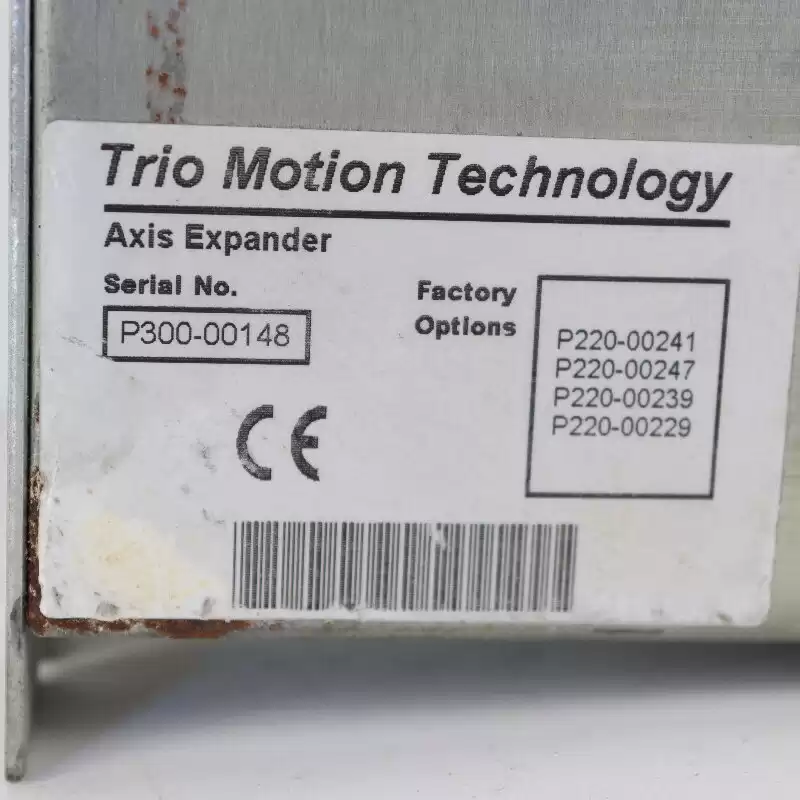 Trio Motion Technology
Axis Expander
Serial No.
P300-00148
Factory
Options
P220-00241
P220-00247
P220-00239
P220-00229
CE